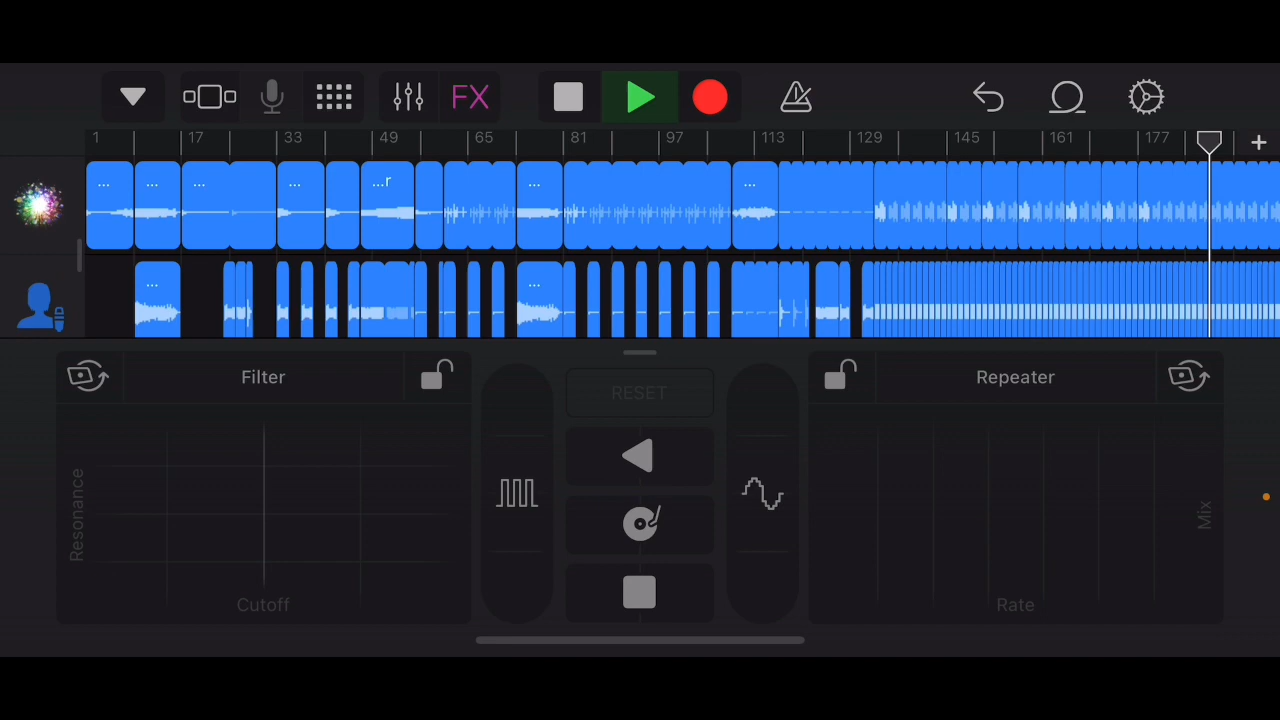 FX
1 17 33 49 65 81 97 113 129 145 161 177
... ... ... ... ...r ... ...
... ...
Filter
RESET
Repeater
Resonance
Cutoff
Mix
Rate